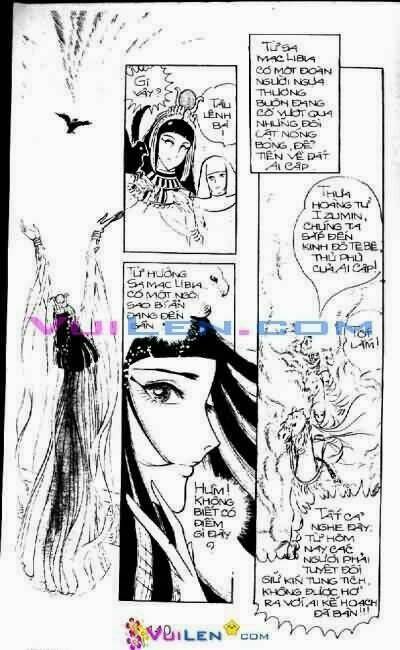 TỪ SA
MẠC LIBIA
CÓ MỘT ĐOÀN
NGƯỜI NGỰA
THƯƠNG
BUÔN ĐANG
CỐ VƯỢT QUA
NHỮNG ĐỒI
CÁT NÓNG
BỎNG, ĐỂ
TIẾN VỀ ĐẤT
AI CẬP.
GÌ
VẬY?
TÂU
LỆNH
BÀ
THƯA
HOÀNG TỬ
IZUMIN,
CHÚNG TA
SẮP ĐẾN
KINH ĐÔ TÊ BÊ,
THỦ PHỦ
CỦA AI CẬP!
TỐT
LẮM!
TỪ HƯỚNG
SA MẠC LIBIA
CÓ MỘT NGÔI
SAO BÍ ẨN
ĐANG ĐẾN
GẦN
VUILEN.COM
HỪM!
KHÔNG
BIẾT CÓ
ĐIỀM
GÌ ĐÂY
?
TẤT CẢ
NGHE ĐÂY:
TỪ HÔM
NAY CÁC
NGƯƠI PHẢI
TUYỆT ĐỐI
GIỮ KÍN TUNG TÍCH,
KHÔNG ĐƯỢC HỞ
RA VỚI AI KẾ HOẠCH
ĐÃ BÀN!!!
VUILEN.COM